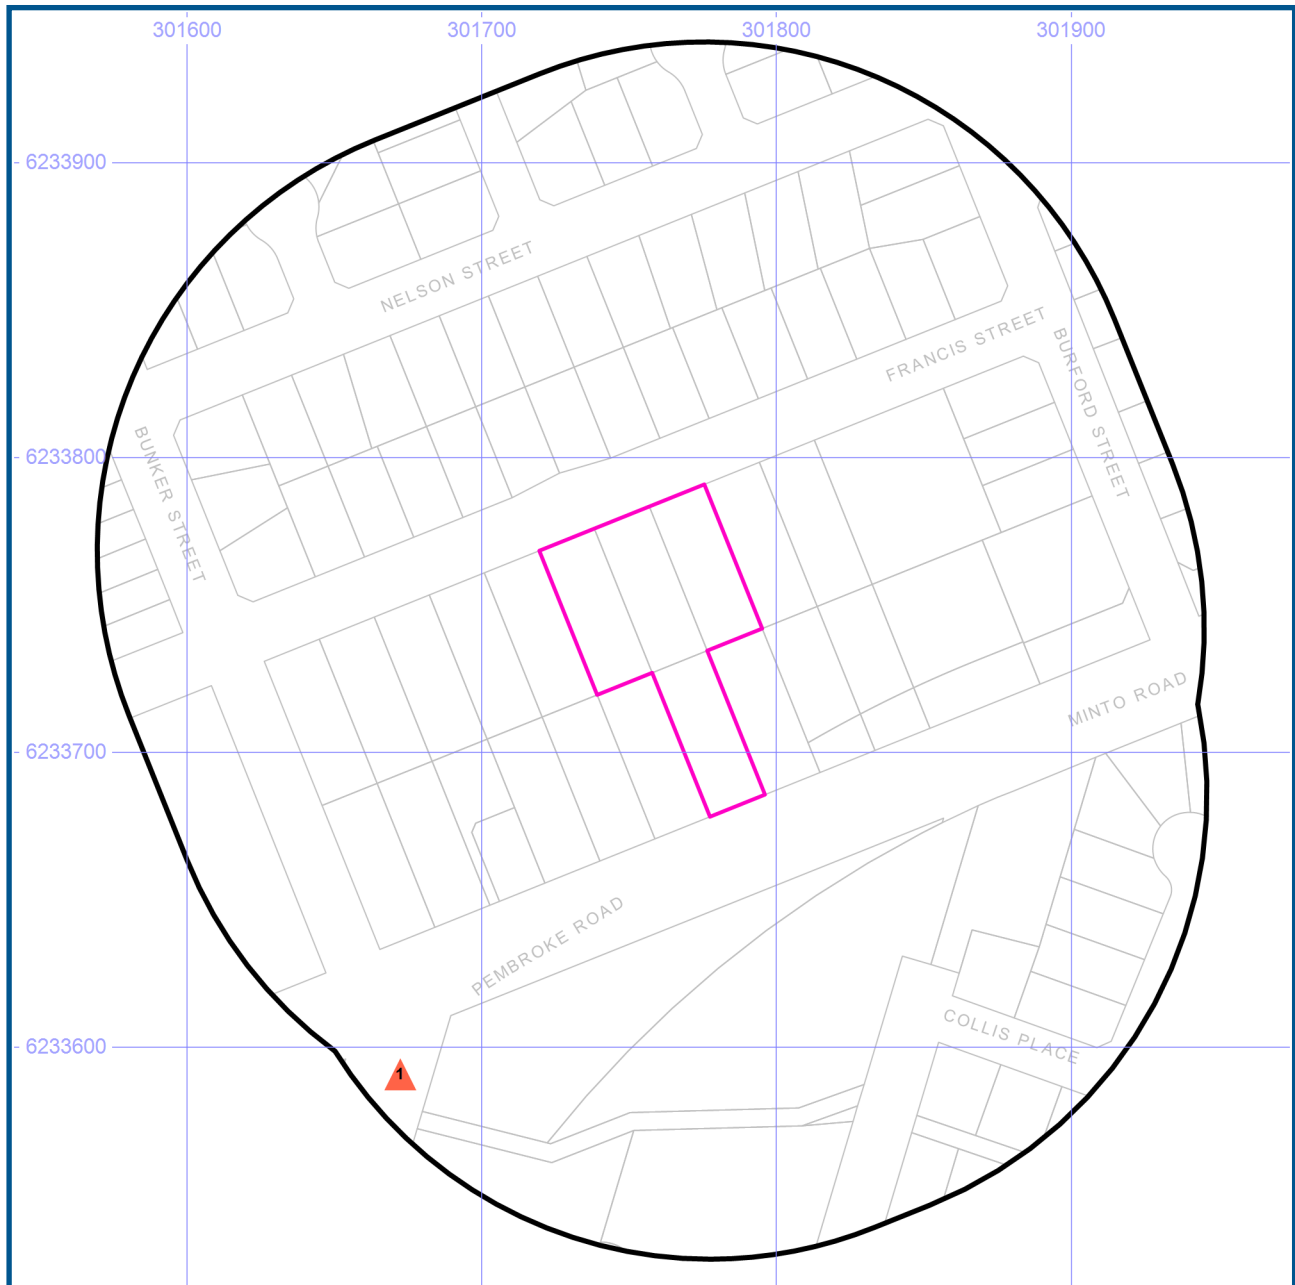 301600 301700 301800 301900
6233900
NELSON STREET
FRANCIS STREET
BURFORD STREET
BUNKER STREET
6233800
MINTO ROAD
6233700
PEMBROKE ROAD
COLLIS PLACE
6233600
1